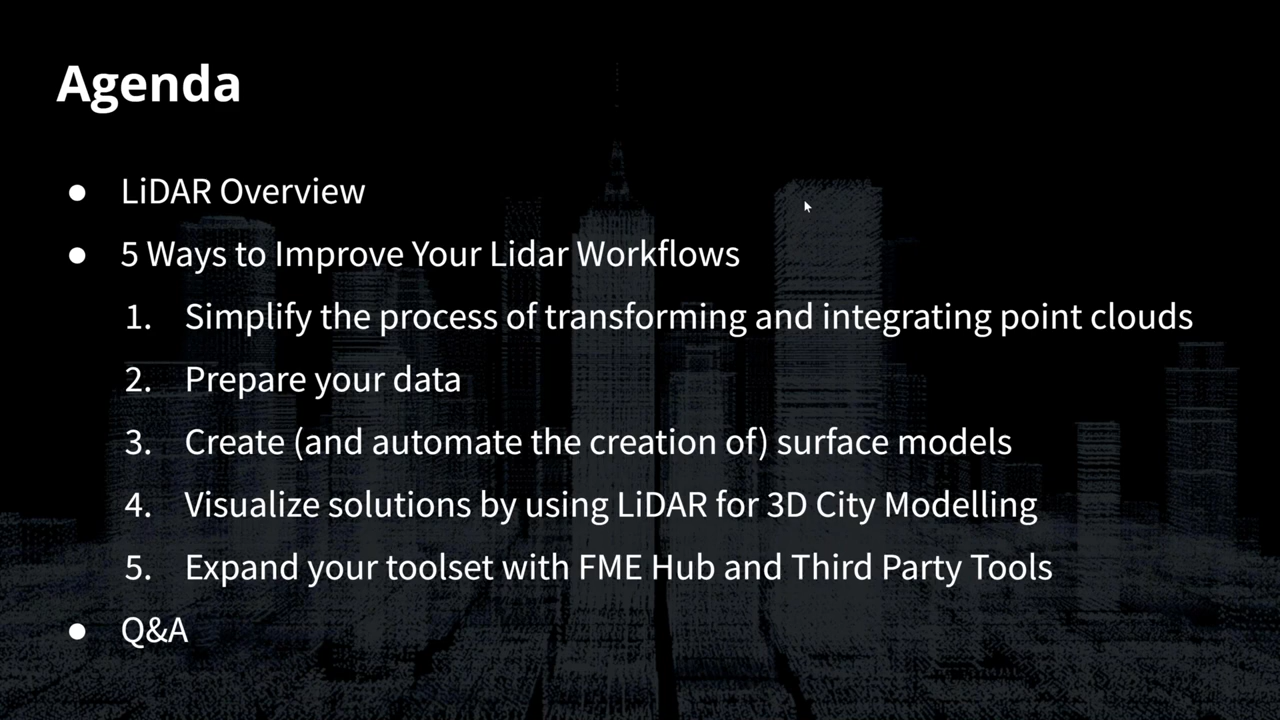 Agenda
● LiDAR Overview
● 5 Ways to Improve Your Lidar Workflows
1. Simplify the process of transforming and integrating point clouds
2. Prepare your data
3. Create (and automate the creation of) surface models
4. Visualize solutions by using LiDAR for 3D City Modelling
5. Expand your toolset with FME Hub and Third Party Tools
● Q&A